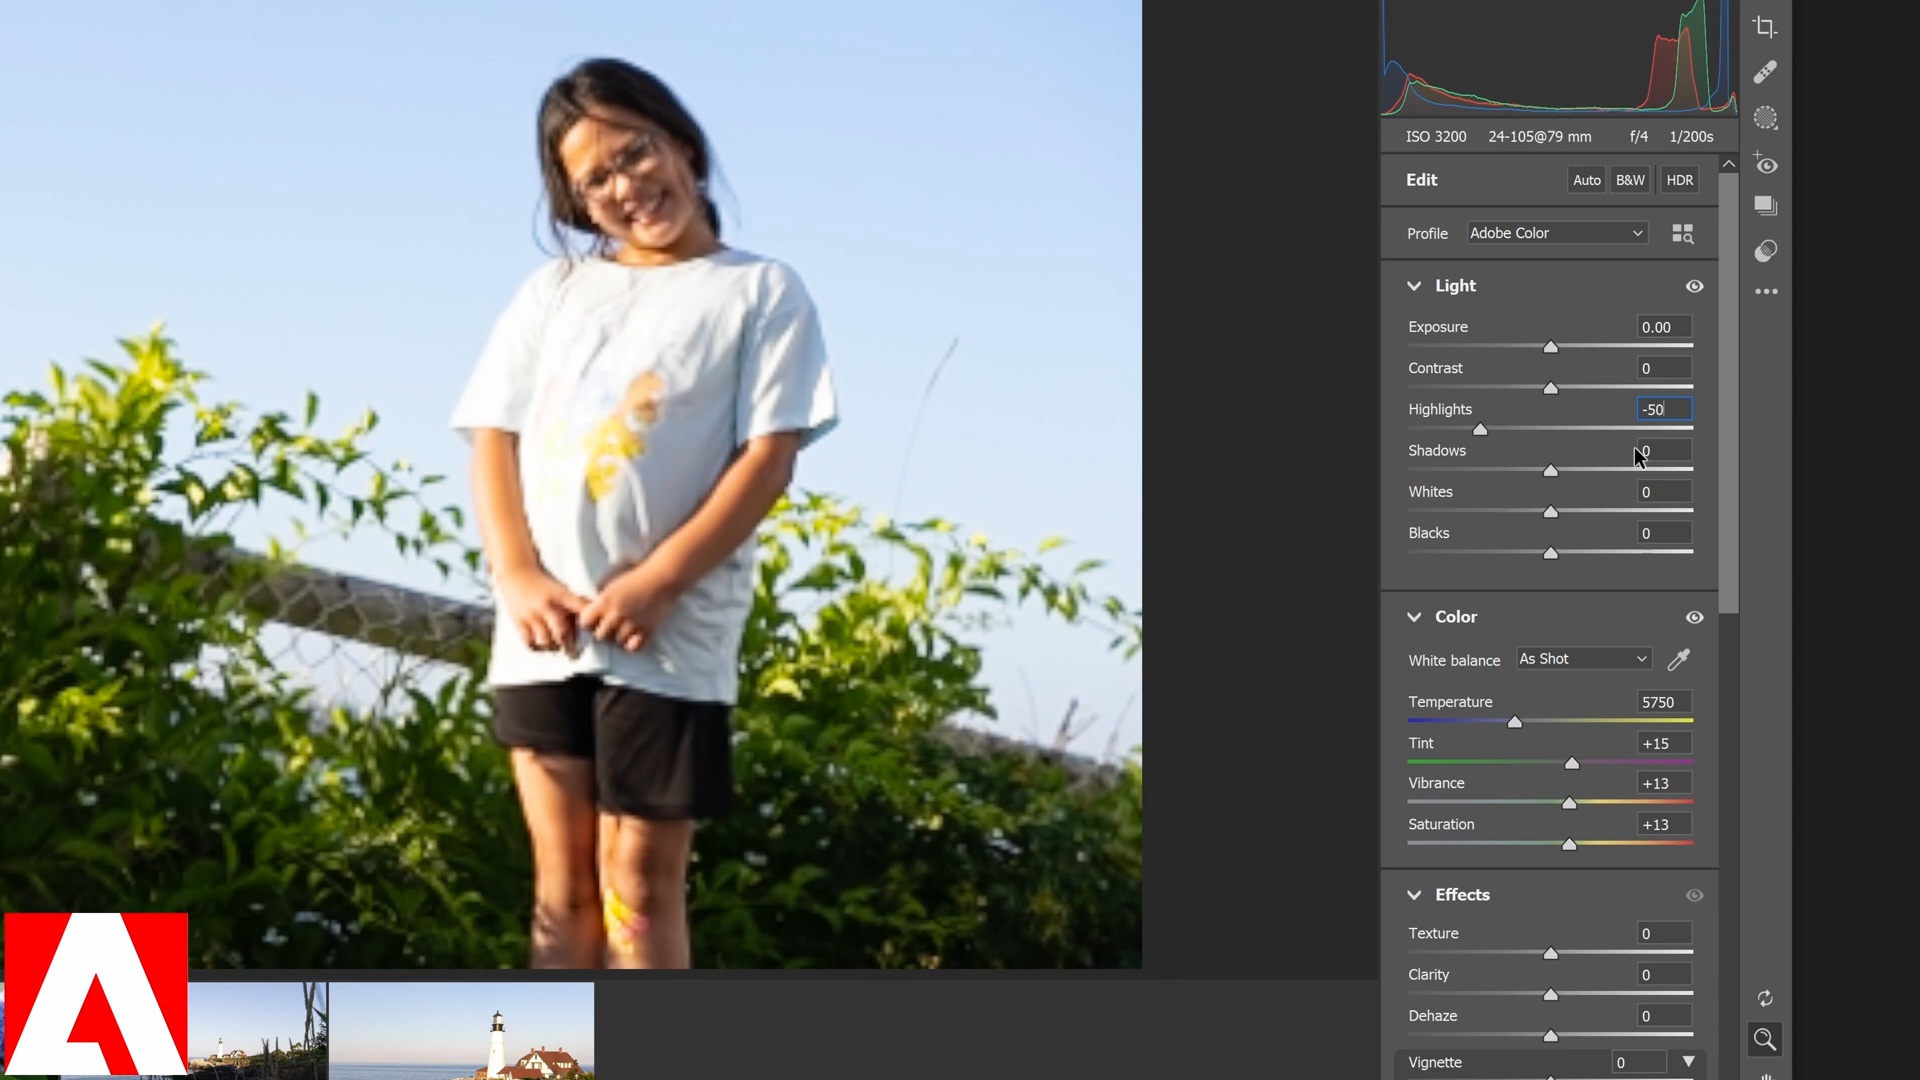 ISO 3200 24-105@79 mm f/4 1/200s
Edit Auto B&W HDR
Profile Adobe Color
Light
Exposure 0.00
Contrast 0
Highlights -50
Shadows 0
Whites 0
Blacks 0
Color
White balance As Shot
Temperature 5750
Tint +15
Vibrance +13
Saturation +13
Effects
Texture 0
Clarity 0
Dehaze 0
Vignette 0